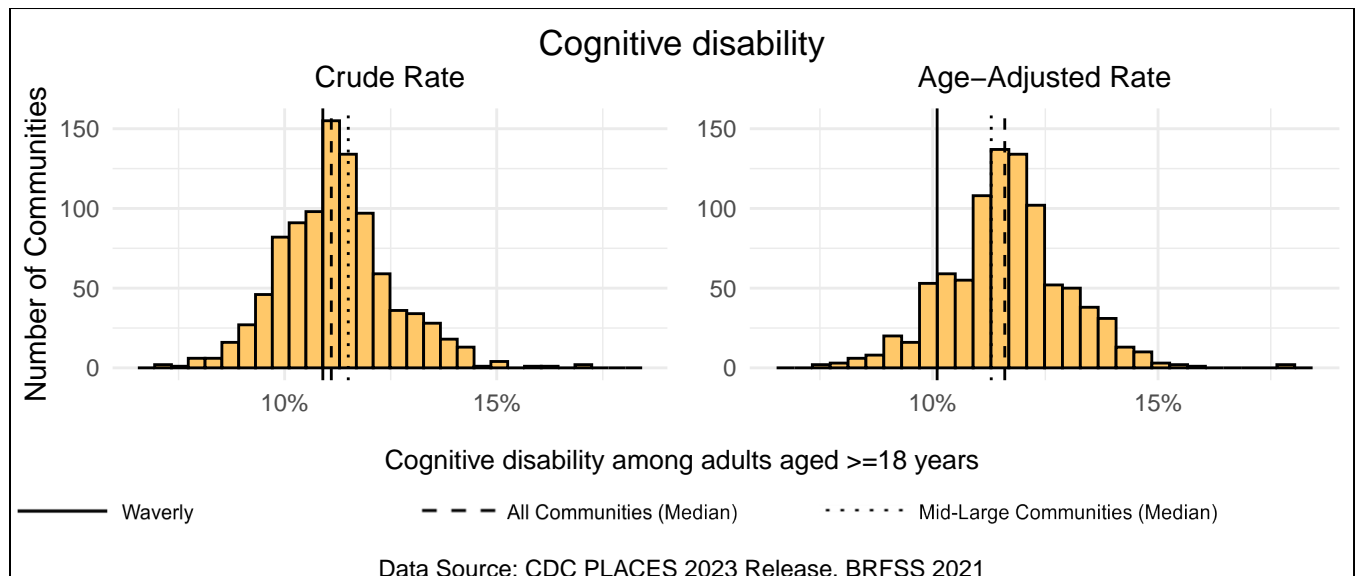 Cognitive disability
Crude Rate
Age−Adjusted Rate
Number of Communities
150
100
50
0
10%
15%
150
100
50
0
10%
15%
Cognitive disability among adults aged >=18 years
Waverly
All Communities (Median)
Mid-Large Communities (Median)
Data Source: CDC PLACES 2023 Release, BRFSS 2021